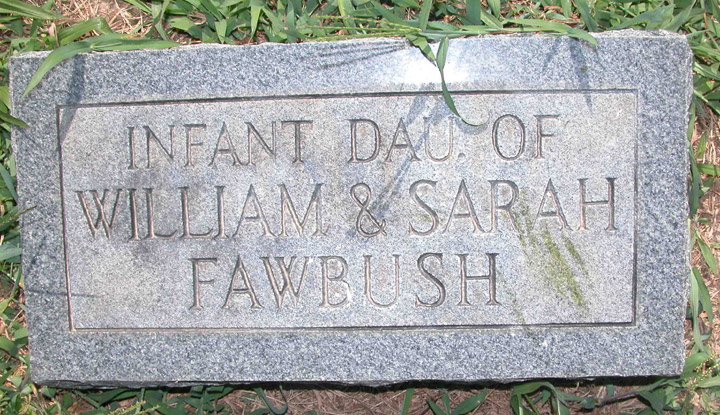 INFANT DAU. OF
WILLIAM & SARAH
FAWBUSH